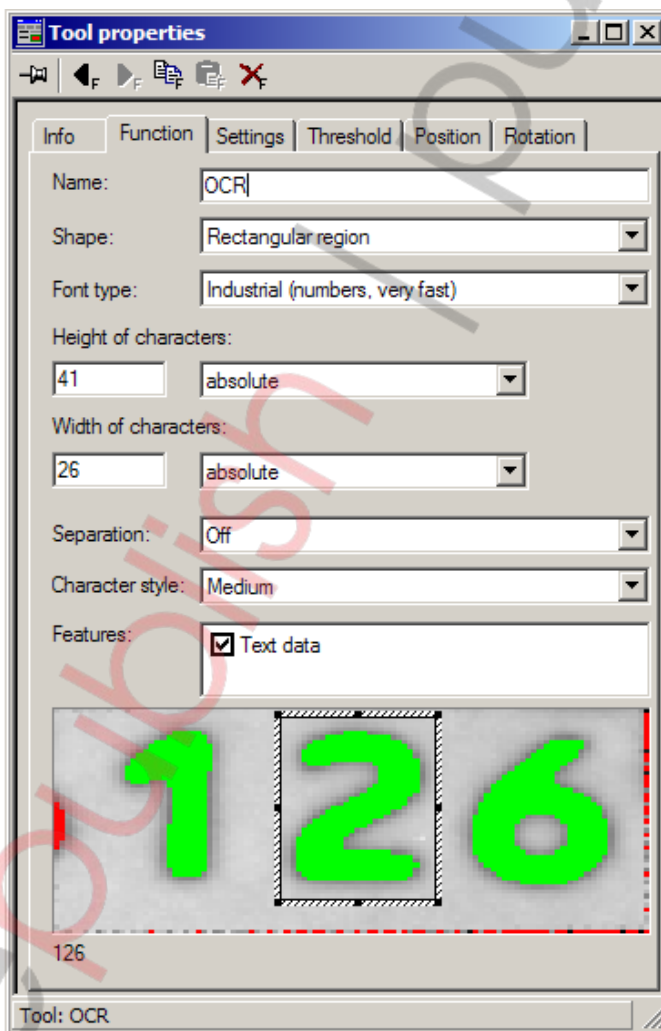 Tool properties
F F F F F
Info Function Settings Threshold Position Rotation
Name: OCR
Shape: Rectangular region
Font type: Industrial (numbers, very fast)
Height of characters:
41 absolute
Width of characters:
26 absolute
Separation: Off
Character style: Medium
Features: Text data
126
126
Tool: OCR
publish | pu